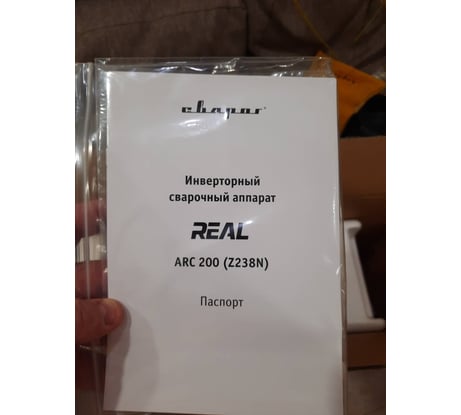 сварог®
Инверторный
сварочный аппарат
REAL
ARC 200 (Z238N)
Паспорт